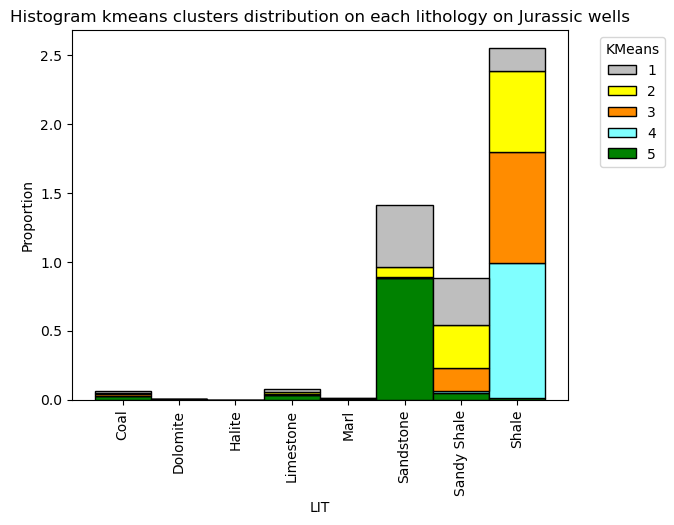 Histogram kmeans clusters distribution on each lithology on Jurassic wells
KMeans
1
2
3
4
5
Proportion
2.5
2.0
1.5
1.0
0.5
0.0
Coal
Dolomite
Halite
Limestone
Marl
Sandstone
Sandy Shale
Shale
LIT